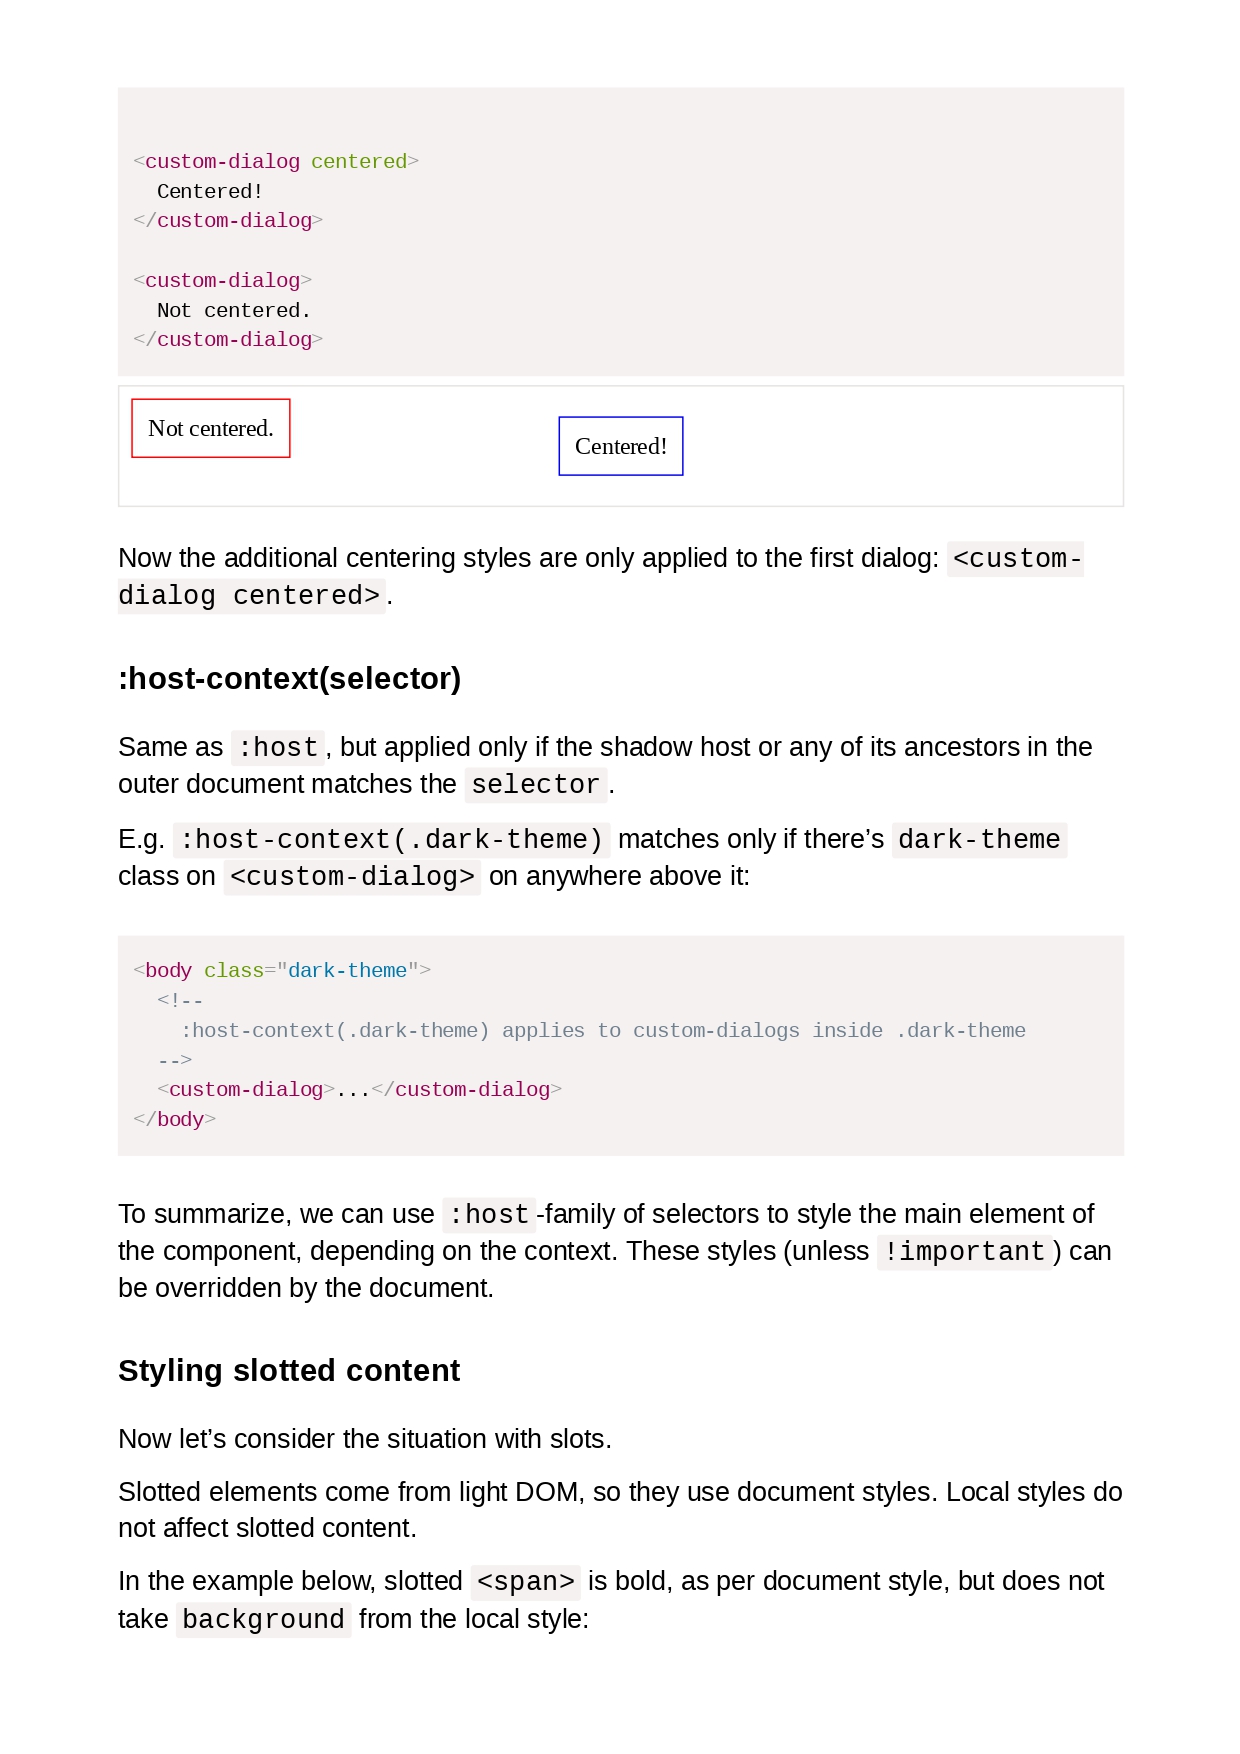 <custom-dialog centered>
  Centered!
</custom-dialog>

<custom-dialog>
  Not centered.
</custom-dialog>
Not centered.
Centered!
Now the additional centering styles are only applied to the first dialog: <custom-
dialog centered>.
:host-context(selector)
Same as :host, but applied only if the shadow host or any of its ancestors in the
outer document matches the selector.
E.g. :host-context(.dark-theme) matches only if there’s dark-theme
class on <custom-dialog> on anywhere above it:
<body class="dark-theme">
  <!--
    :host-context(.dark-theme) applies to custom-dialogs inside .dark-theme
  -->
  <custom-dialog>...</custom-dialog>
</body>
To summarize, we can use :host-family of selectors to style the main element of
the component, depending on the context. These styles (unless !important) can
be overridden by the document.
Styling slotted content
Now let’s consider the situation with slots.
Slotted elements come from light DOM, so they use document styles. Local styles do
not affect slotted content.
In the example below, slotted <span> is bold, as per document style, but does not
take background from the local style: